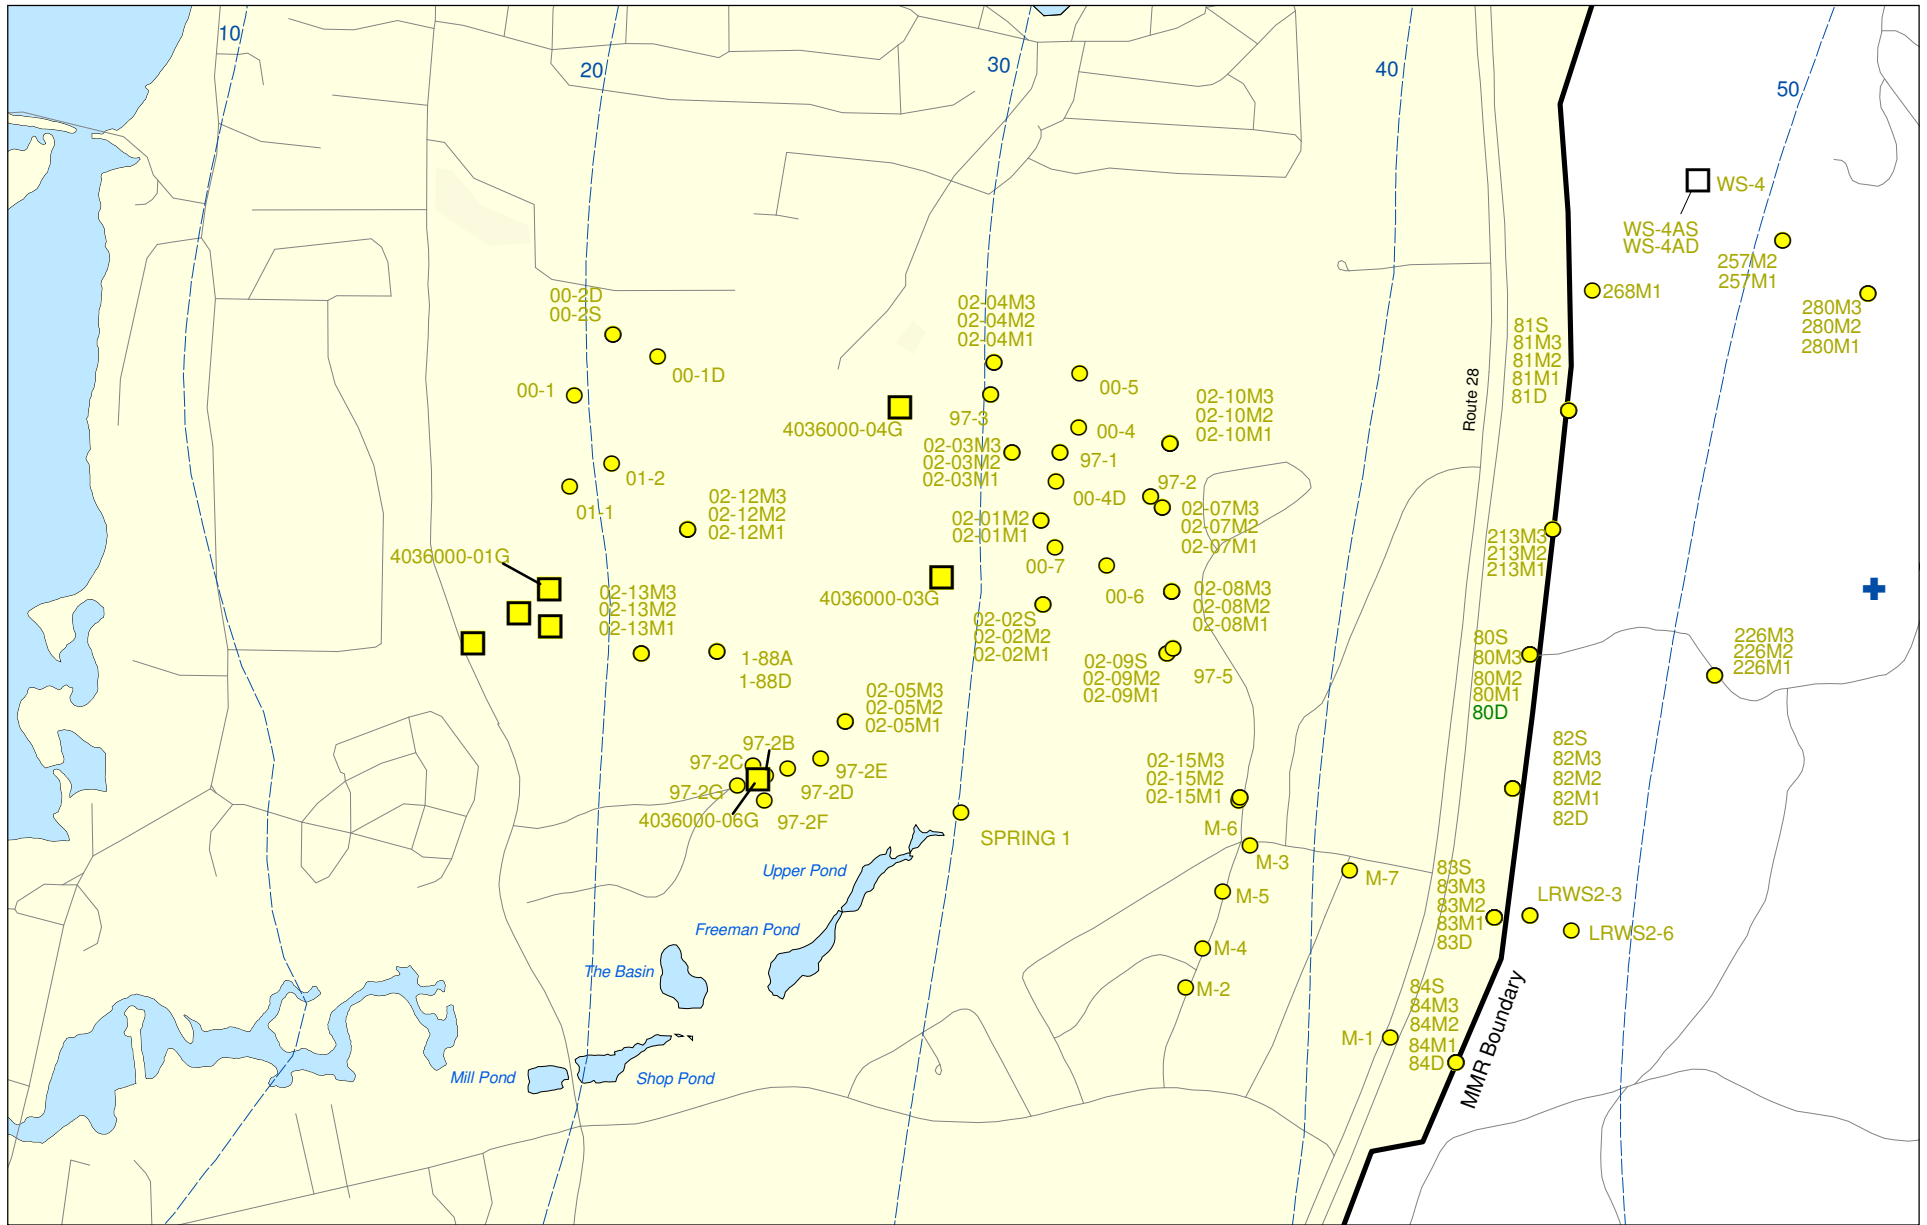 10
20
30
40
50
WS-4
WS-4AS
WS-4AD
257M2
257M1
268M1
280M3
280M2
280M1
00-2D
00-2S
00-1D
00-1
02-04M3
02-04M2
02-04M1
00-5
81S
81M3
81M2
81M1
81D
Route 28
4036000-04G
97-3
00-4
02-10M3
02-10M2
02-10M1
02-03M3
02-03M2
02-03M1
97-1
00-4D
97-2
01-2
01-1
02-12M3
02-12M2
02-12M1
02-01M2
02-01M1
02-07M3
02-07M2
02-07M1
213M3
213M2
213M1
4036000-01G
00-7
00-6
4036000-03G
02-13M3
02-13M2
02-13M1
02-08M3
02-08M2
02-08M1
02-02S
02-02M2
02-02M1
1-88A
1-88D
02-09S
02-09M2
02-09M1
97-5
80S
80M3
80M2
80M1
80D
226M3
226M2
226M1
02-05M3
02-05M2
02-05M1
97-2B
97-2C
97-2E
97-2G
97-2D
4036000-06G
97-2F
02-15M3
02-15M2
02-15M1
82S
82M3
82M2
82M1
82D
SPRING 1
M-6
M-3
M-7
M-5
Upper Pond
83S
83M3
83M2
83M1
83D
LRWS2-3
LRWS2-6
Freeman Pond
M-4
The Basin
M-2
84S
84M3
84M2
84M1
84D
M-1
MMR Boundary
Mill Pond
Shop Pond